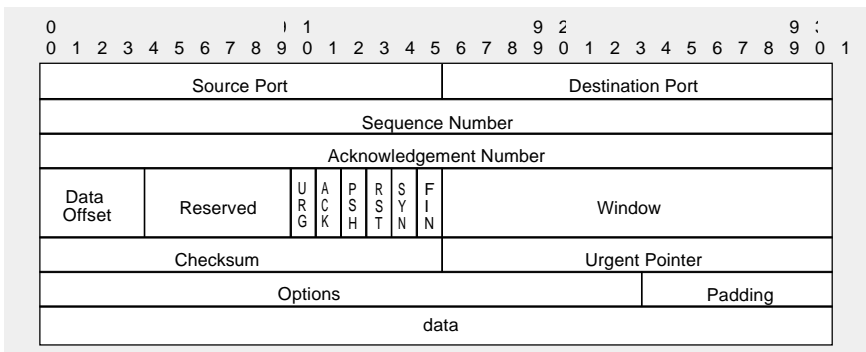 0 1 9 2 9
0 1 2 3 4 5 6 7 8 9 0 1 2 3 4 5 6 7 8 9 0 1 2 3 4 5 6 7 8 9 0 1
Source Port Destination Port
Sequence Number
Acknowledgement Number
Data Offset Reserved URG ACK PSH RST SYN FIN Window
Checksum Urgent Pointer
Options Padding
data